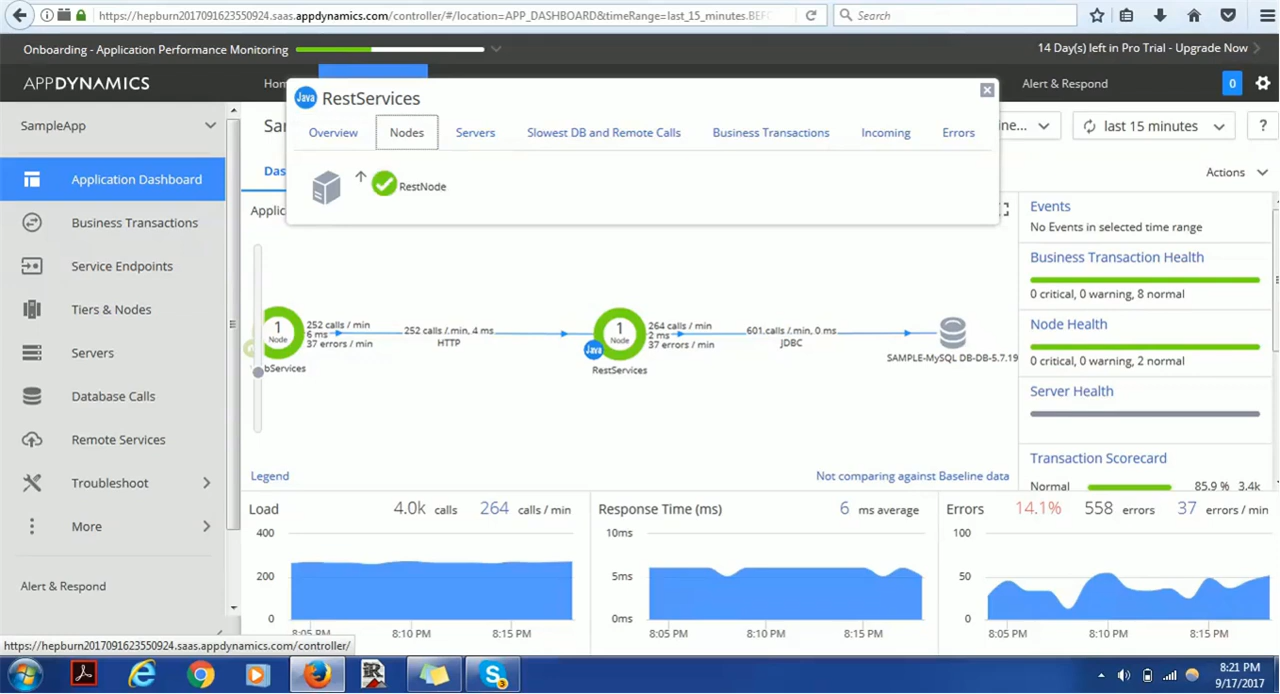 https://hepburn2017091623550924.saas.appdynamics.com/controller/#/location=APP_DASHBOARD&timeRange=last_15_minutes.BEF
Search
Onboarding - Application Performance Monitoring
14 Day(s) left in Pro Trial - Upgrade Now
APPDYNAMICS
Hom
Alert & Respond
0
SampleApp
Application Dashboard
Business Transactions
Service Endpoints
Tiers & Nodes
Servers
Database Calls
Remote Services
Troubleshoot
More
Alert & Respond
Java RestServices
Overview Nodes Servers Slowest DB and Remote Calls Business Transactions Incoming Errors
RestNode
Sa
ne...
last 15 minutes
?
Das
Actions
Applic
1
Node
252 calls / min
6 ms
37 errors / min
bServices
252 calls / min, 4 ms
HTTP
1
Node
Java
RestServices
264 calls / min
2 ms
37 errors / min
601 calls / min, 0 ms
JDBC
SAMPLE-MySQL DB-DB-5.7.19
Legend
Not comparing against Baseline data
Events
No Events in selected time range
Business Transaction Health
0 critical, 0 warning, 8 normal
Node Health
0 critical, 0 warning, 2 normal
Server Health
Transaction Scorecard
Normal 85.9 % 3.4k
Load 4.0k calls 264 calls / min
400
200
0
8:05 PM 8:10 PM 8:15 PM
Response Time (ms) 6 ms average
10ms
5ms
0ms
8:05 PM 8:10 PM 8:15 PM
Errors 14.1% 558 errors 37 errors / min
100
50
0
8:05 PM 8:10 PM 8:15 PM
https://hepburn2017091623550924.saas.appdynamics.com/controller/
8:21 PM
9/17/2017